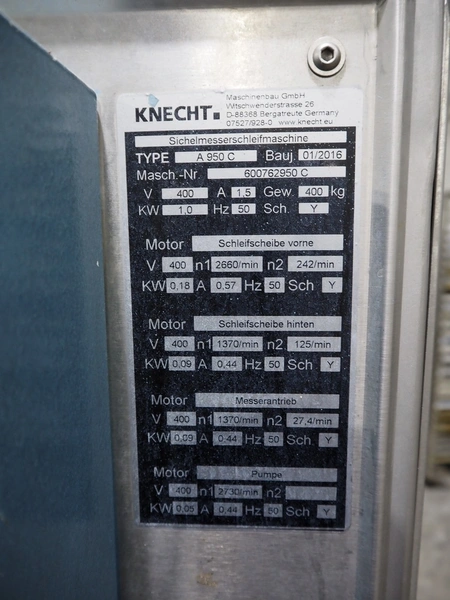 KNECHT.
Maschinenbau GmbH
Witschwenderstrasse 26
D-88368 Bergatreute Germany
07527/928-0 www.knecht.eu
Sichelmesserschleifmaschine
TYPE A 950 C Bauj. 01/2016
Masch.-Nr. 600762950 C
V 400 A 1,5 Gew. 400 kg
KW 1,0 Hz 50 Sch. Y
Motor Schleifscheibe vorne
V 400 n1 2660/min n2 242/min
KW 0,18 A 0,57 Hz 50 Sch Y
Motor Schleifscheibe hinten
V 400 n1 1370/min n2 125/min
KW 0,09 A 0,44 Hz 50 Sch Y
Motor Messerantrieb
V 400 n1 1370/min n2 27,4/min
KW 0,09 A 0,44 Hz 50 Sch. Y
Motor Pumpe
V 400 n1 2730/min n2
KW 0,05 A 0,44 Hz 50 Sch Y